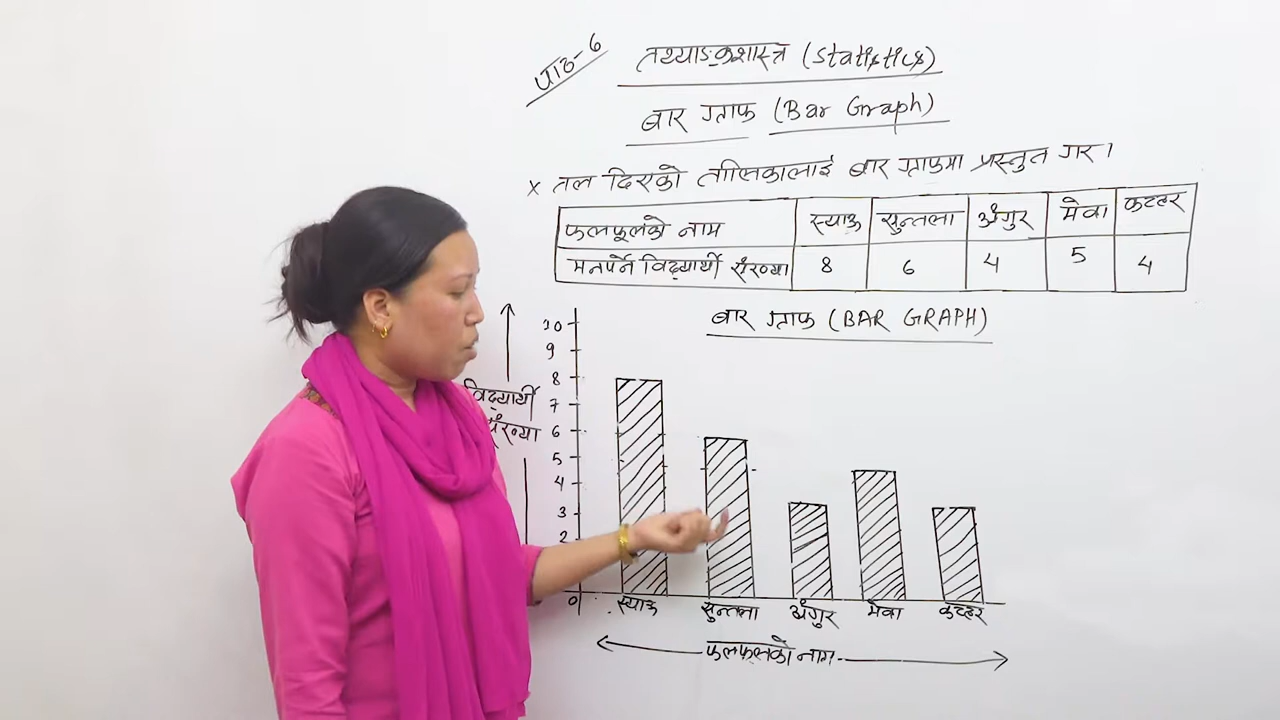 पाठ-6
तथ्याङ्कशास्त्र (Statistics)
बार ग्राफ (Bar Graph)
× तल दिएको तालिकालाई बार ग्राफमा प्रस्तुत गर।
फलफूलको नाम स्याऊ सुन्तला अँगुर मेवा कटहर
मनपर्ने विद्यार्थी सँख्या 8 6 4 5 4
बार ग्राफ (BAR GRAPH)
10
9
8
7
6
5
4
3
2
0
विद्यार्थी
सँख्या
स्याऊ सुन्तला अँगुर मेवा कटहर
फलफूलको नाम